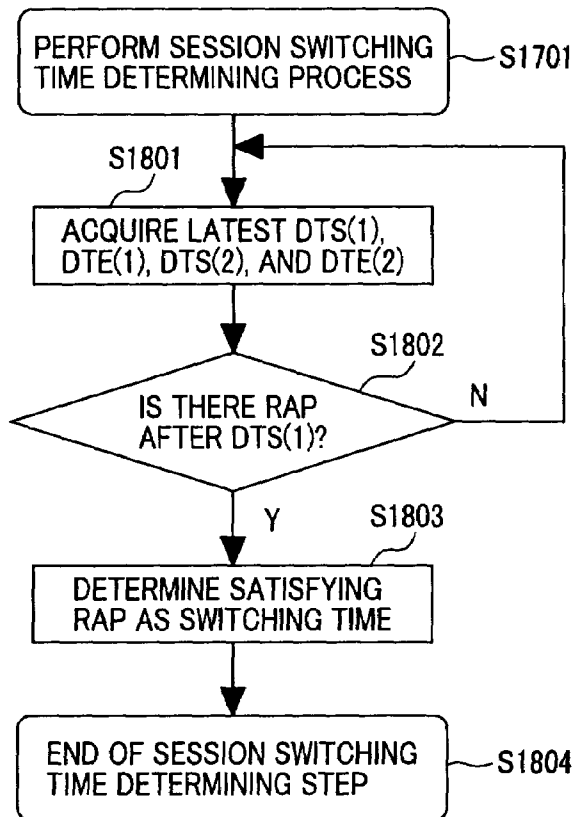 PERFORM SESSION SWITCHING
TIME DETERMINING PROCESS
S1701
S1801
ACQUIRE LATEST DTS(1),
DTE(1), DTS(2), AND DTE(2)
S1802
IS THERE RAP
AFTER DTS(1)?
N
Y
S1803
DETERMINE SATISFYING
RAP AS SWITCHING TIME
END OF SESSION SWITCHING
TIME DETERMINING STEP
S1804